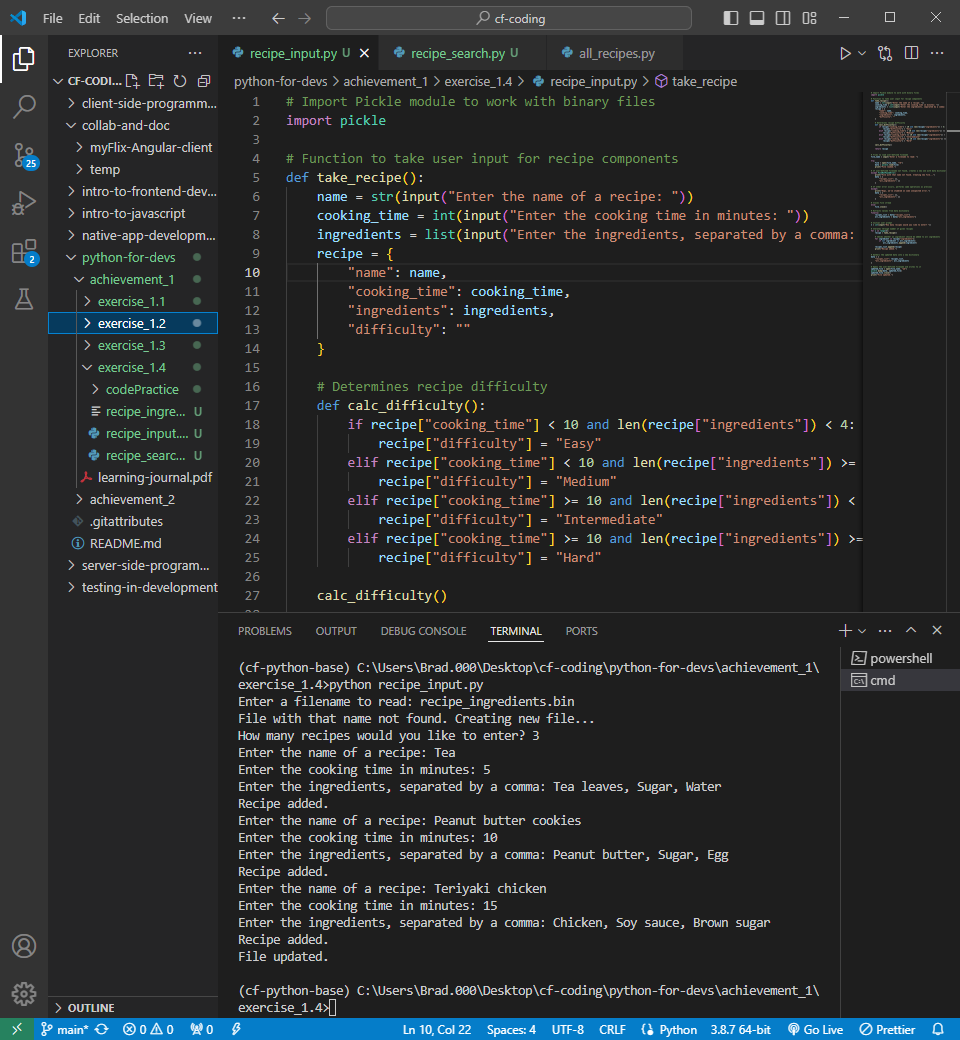 File Edit Selection View ··· cf-coding
EXPLORER ···
CF-CODI...
client-side-programm...
collab-and-doc
myFlix-Angular-client
temp
intro-to-frontend-dev...
intro-to-javascript
native-app-developm...
python-for-devs
achievement_1
exercise_1.1
exercise_1.2
exercise_1.3
exercise_1.4
codePractice
recipe_ingre... U
recipe_input.... U
recipe_searc... U
learning-journal.pdf
achievement_2
.gitattributes
README.md
server-side-program...
testing-in-development
OUTLINE
25
2
recipe_input.py U recipe_search.py U all_recipes.py
python-for-devs > achievement_1 > exercise_1.4 > recipe_input.py > take_recipe
1 # Import Pickle module to work with binary files
2 import pickle
3
4 # Function to take user input for recipe components
5 def take_recipe():
6 name = str(input("Enter the name of a recipe: "))
7 cooking_time = int(input("Enter the cooking time in minutes: "))
8 ingredients = list(input("Enter the ingredients, separated by a comma:
9 recipe = {
10 "name": name,
11 "cooking_time": cooking_time,
12 "ingredients": ingredients,
13 "difficulty": ""
14 }
15
16 # Determines recipe difficulty
17 def calc_difficulty():
18 if recipe["cooking_time"] < 10 and len(recipe["ingredients"]) < 4:
19 recipe["difficulty"] = "Easy"
20 elif recipe["cooking_time"] < 10 and len(recipe["ingredients"]) >=
21 recipe["difficulty"] = "Medium"
22 elif recipe["cooking_time"] >= 10 and len(recipe["ingredients"]) <
23 recipe["difficulty"] = "Intermediate"
24 elif recipe["cooking_time"] >= 10 and len(recipe["ingredients"]) >=
25 recipe["difficulty"] = "Hard"
26
27 calc_difficulty()
PROBLEMS OUTPUT DEBUG CONSOLE TERMINAL PORTS
powershell
cmd
(cf-python-base) C:\Users\Brad.000\Desktop\cf-coding\python-for-devs\achievement_1\
exercise_1.4>python recipe_input.py
Enter a filename to read: recipe_ingredients.bin
File with that name not found. Creating new file...
How many recipes would you like to enter? 3
Enter the name of a recipe: Tea
Enter the cooking time in minutes: 5
Enter the ingredients, separated by a comma: Tea leaves, Sugar, Water
Recipe added.
Enter the name of a recipe: Peanut butter cookies
Enter the cooking time in minutes: 10
Enter the ingredients, separated by a comma: Peanut butter, Sugar, Egg
Recipe added.
Enter the name of a recipe: Teriyaki chicken
Enter the cooking time in minutes: 15
Enter the ingredients, separated by a comma: Chicken, Soy sauce, Brown sugar
Recipe added.
File updated.
(cf-python-base) C:\Users\Brad.000\Desktop\cf-coding\python-for-devs\achievement_1\
exercise_1.4>
main* 0 0 0 Ln 10, Col 22 Spaces: 4 UTF-8 CRLF Python 3.8.7 64-bit Go Live Prettier